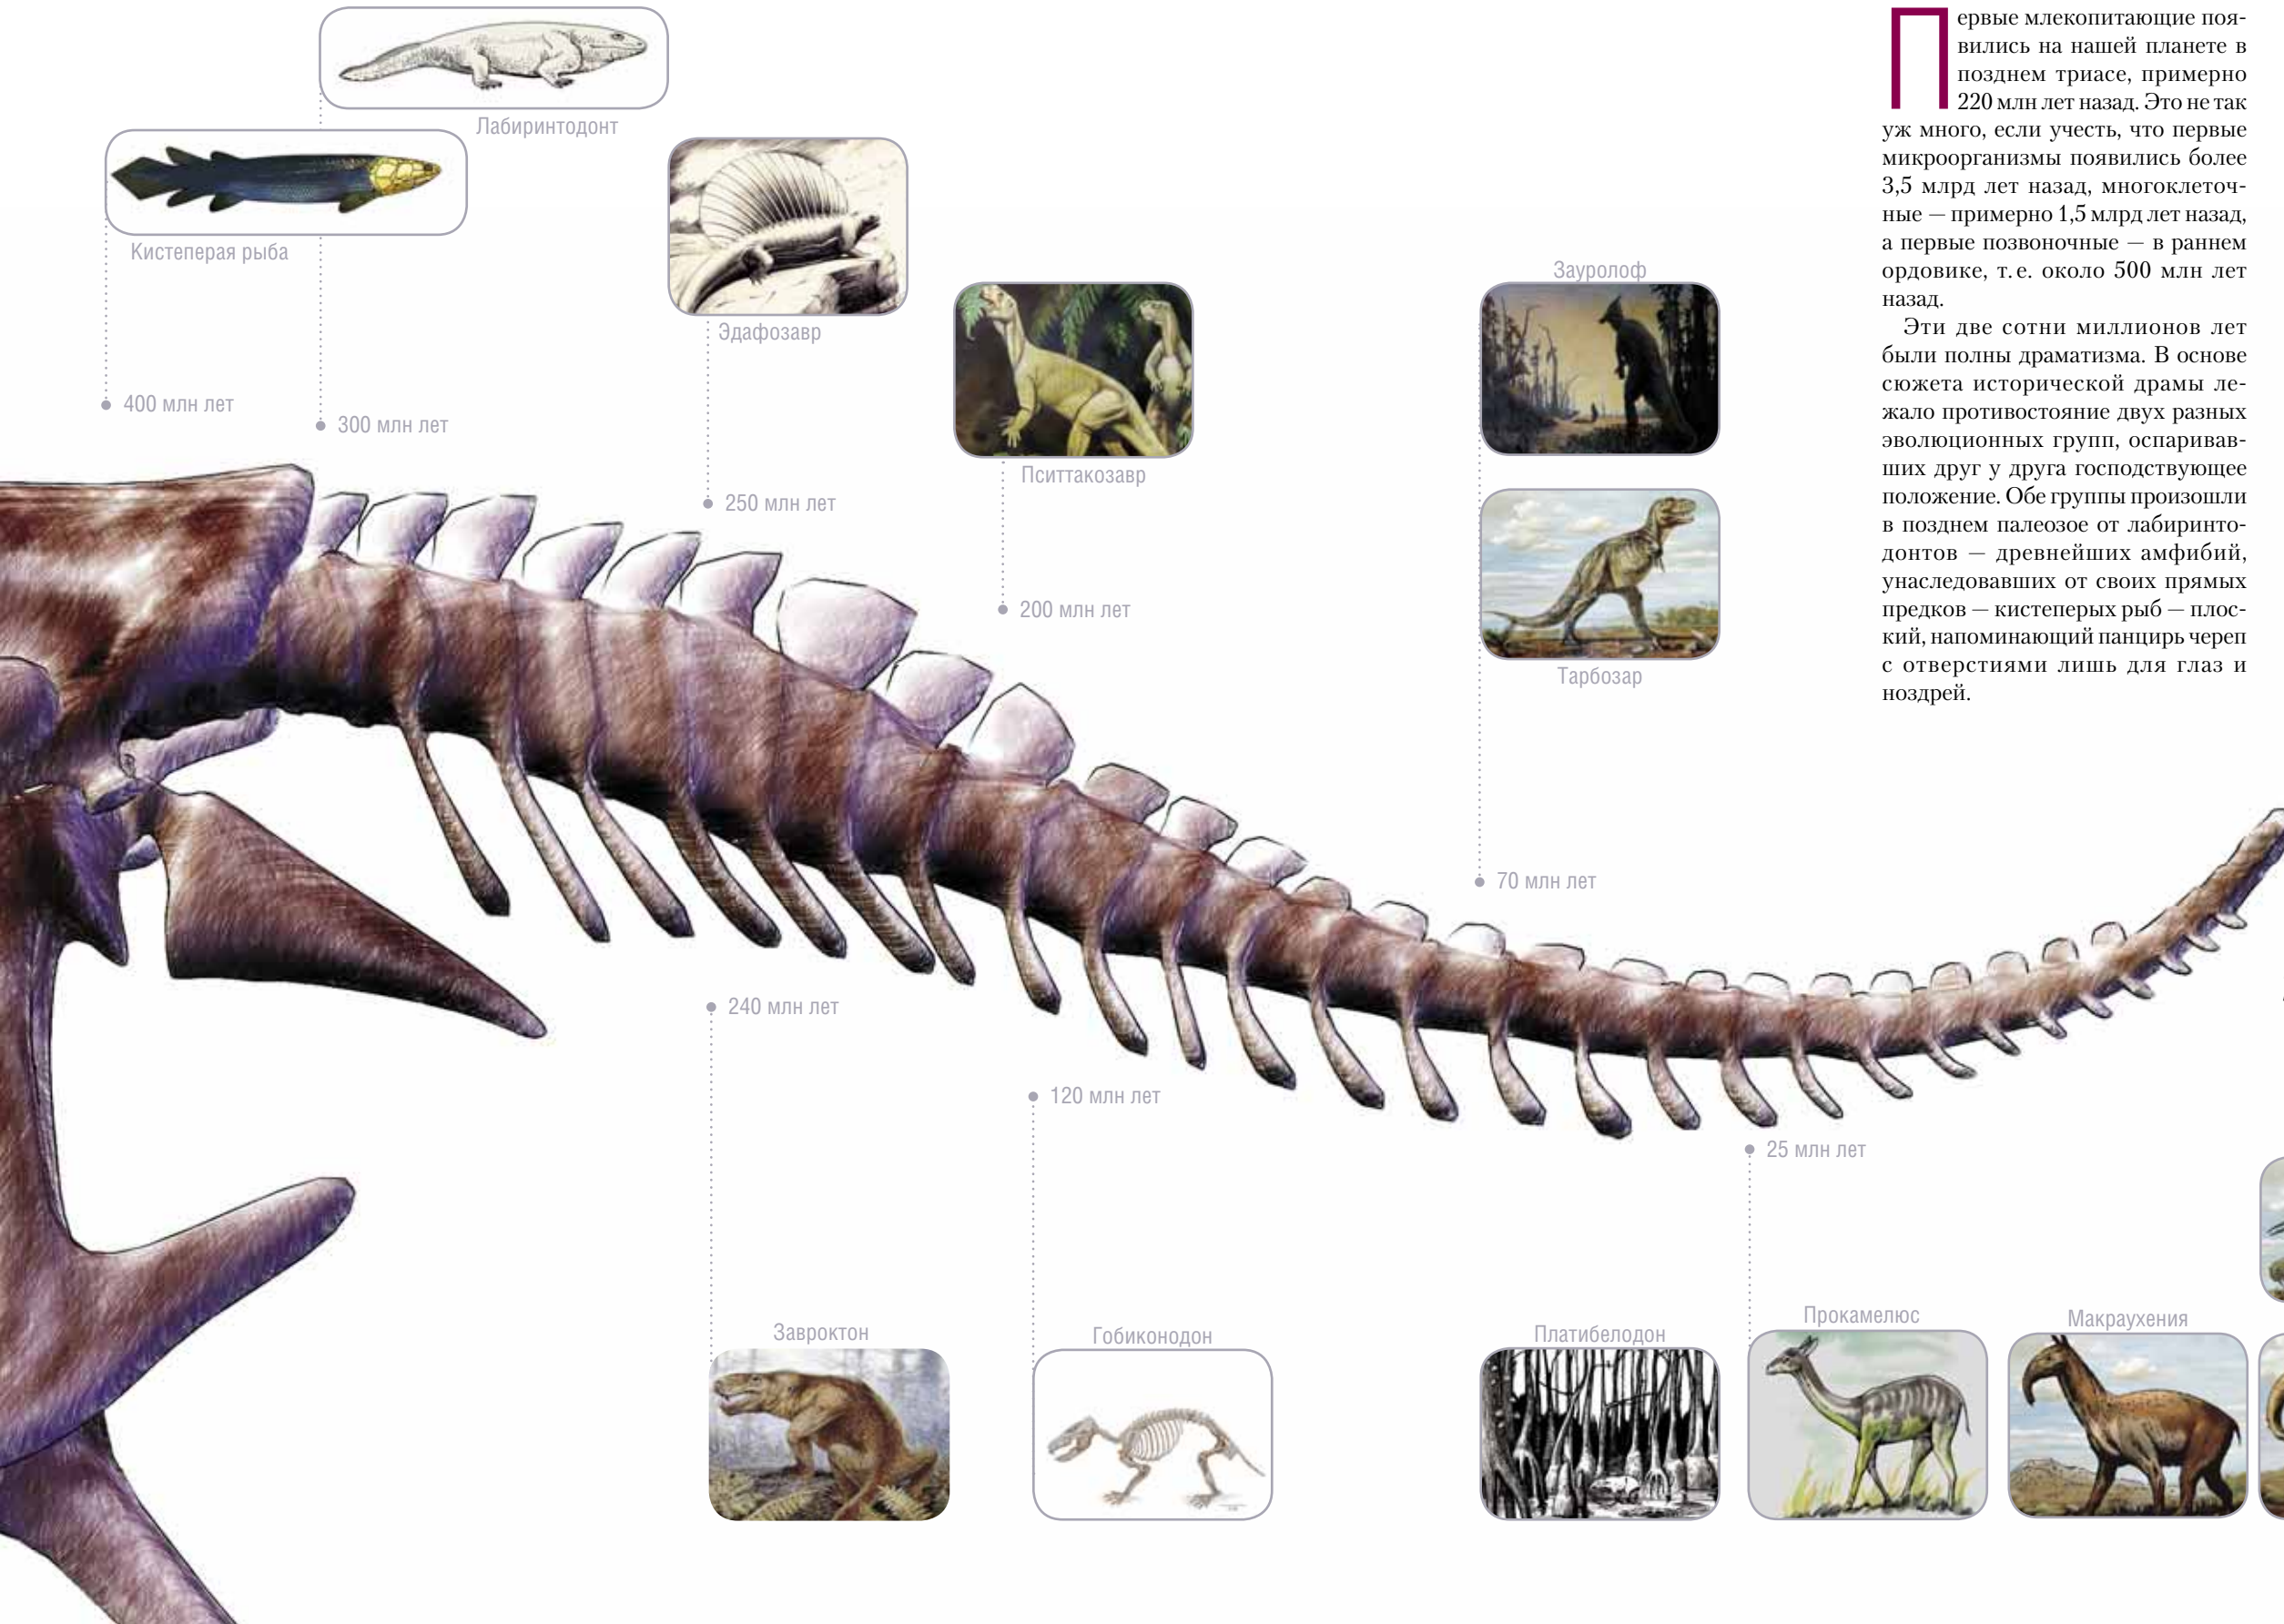 Лабиринтодонт
Кистеперая рыба
Эдафозавр
Пситтакозавр
Зауролоф
Тарбозар
400 млн лет
300 млн лет
250 млн лет
200 млн лет
70 млн лет
240 млн лет
120 млн лет
25 млн лет
Завроктон
Гобиконодон
Платибелодон
Прокамелюс
Макраухения
Первые млекопитающие поя-
вились на нашей планете в
позднем триасе, примерно
220 млн лет назад. Это не так
уж много, если учесть, что первые
микроорганизмы появились более
3,5 млрд лет назад, многоклеточ-
ные — примерно 1,5 млрд лет назад,
а первые позвоночные — в раннем
ордовике, т. е. около 500 млн лет
назад.
Эти две сотни миллионов лет
были полны драматизма. В основе
сюжета исторической драмы ле-
жало противостояние двух разных
эволюционных групп, оспаривав-
ших друг у друга господствующее
положение. Обе группы произошли
в позднем палеозое от лабиринто-
донтов — древнейших амфибий,
унаследовавших от своих прямых
предков — кистеперых рыб — плос-
кий, напоминающий панцирь череп
с отверстиями лишь для глаз и
ноздрей.